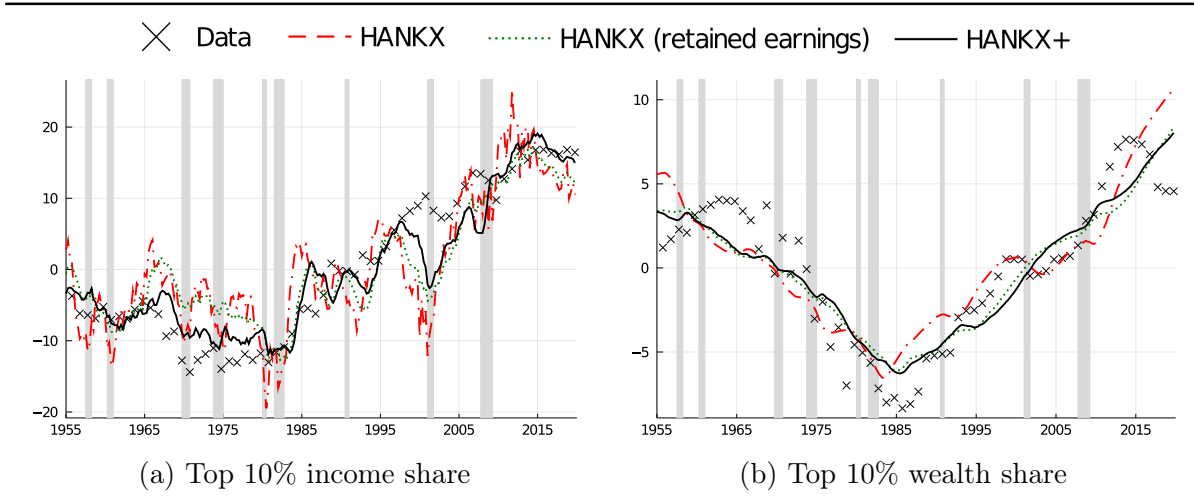 Data HANKX HANKX (retained earnings) HANKX+
20
10
0
−10
−20
1955 1965 1975 1985 1995 2005 2015
(a) Top 10% income share
10
5
0
−5
1955 1965 1975 1985 1995 2005 2015
(b) Top 10% wealth share